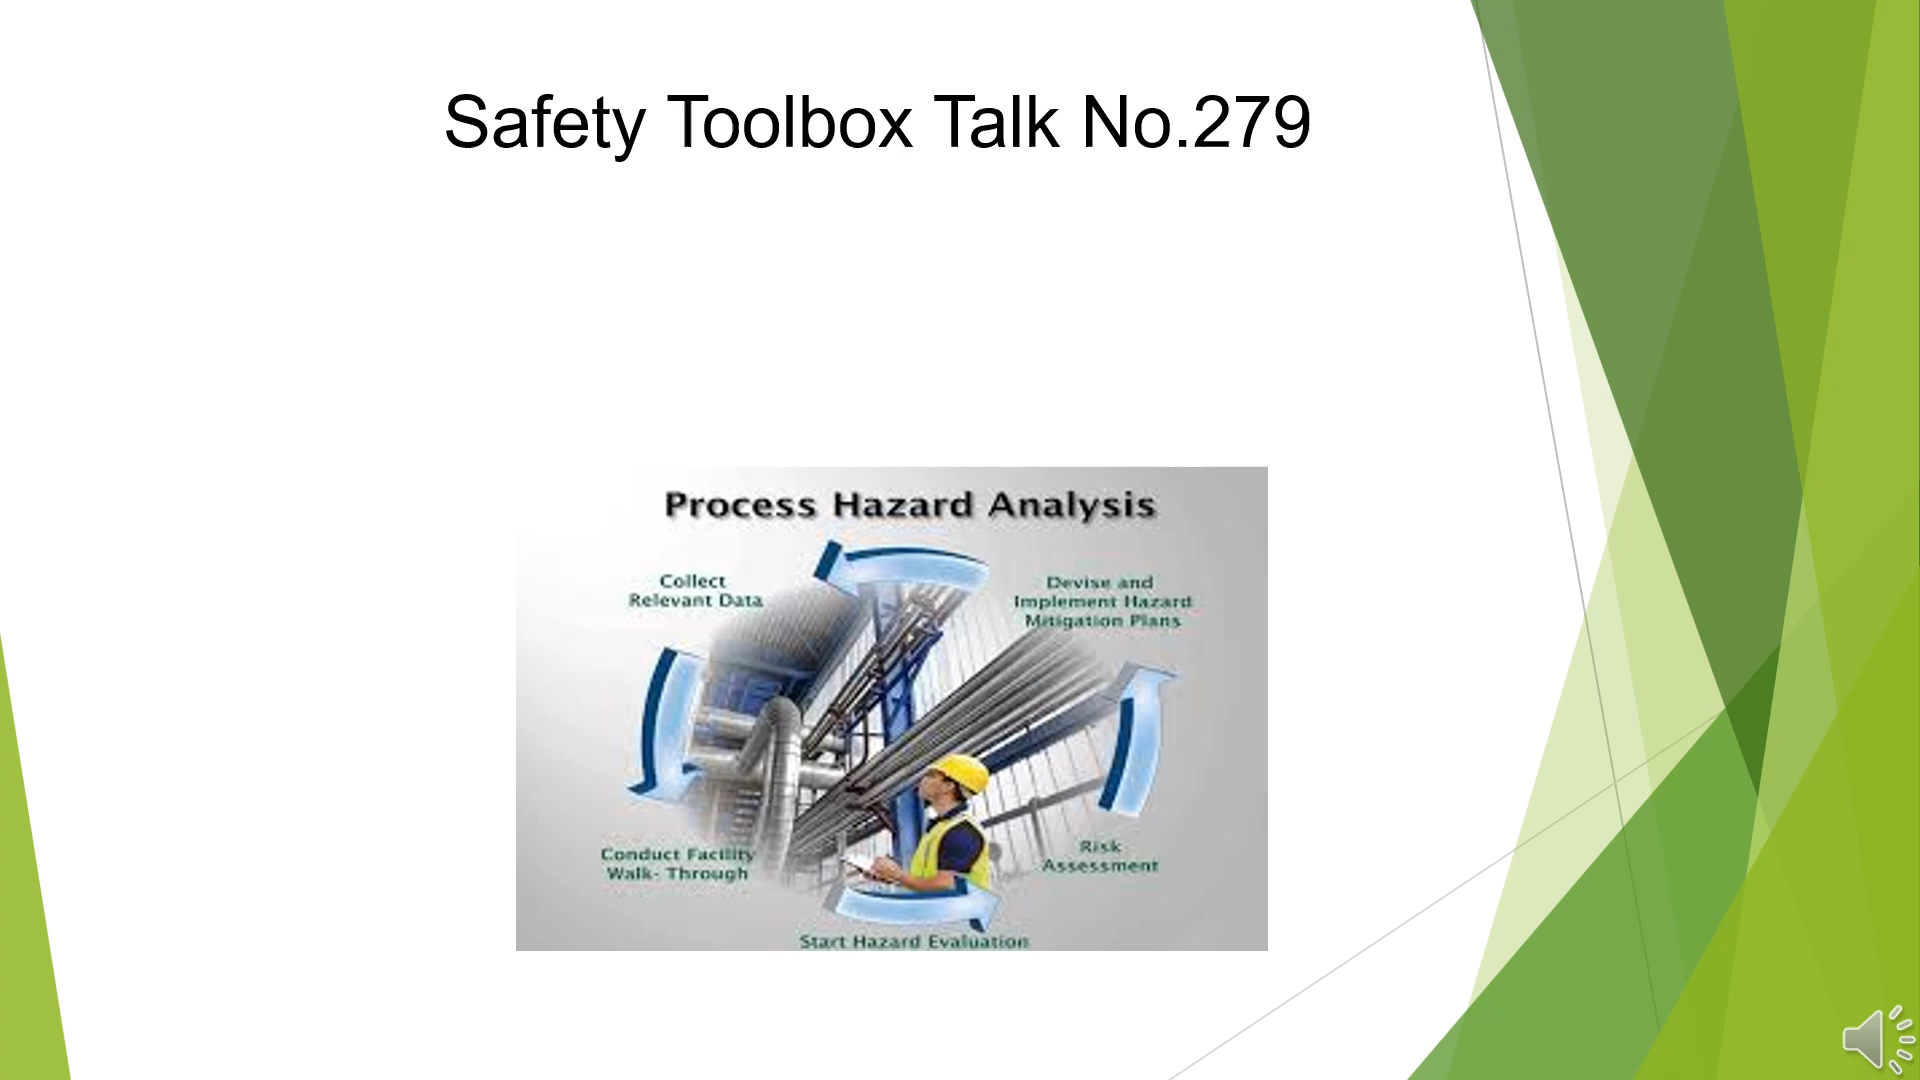 Safety Toolbox Talk No.279
Process Hazard Analysis
Collect
Relevant Data
Devise and
Implement Hazard
Mitigation Plans
Conduct Facility
Walk- Through
Risk
Assessment
Start Hazard Evaluation